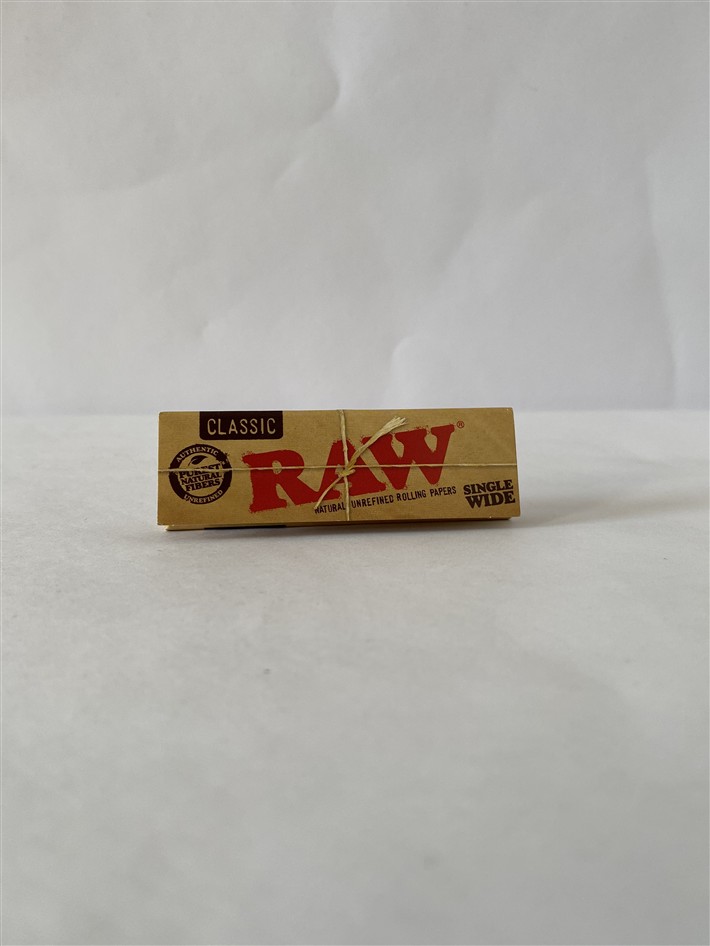 CLASSIC
AUTHENTIC
PUREST
NATURAL
FIBERS
UNREFINED
RAW®
NATURAL UNREFINED ROLLING PAPERS
SINGLE
WIDE